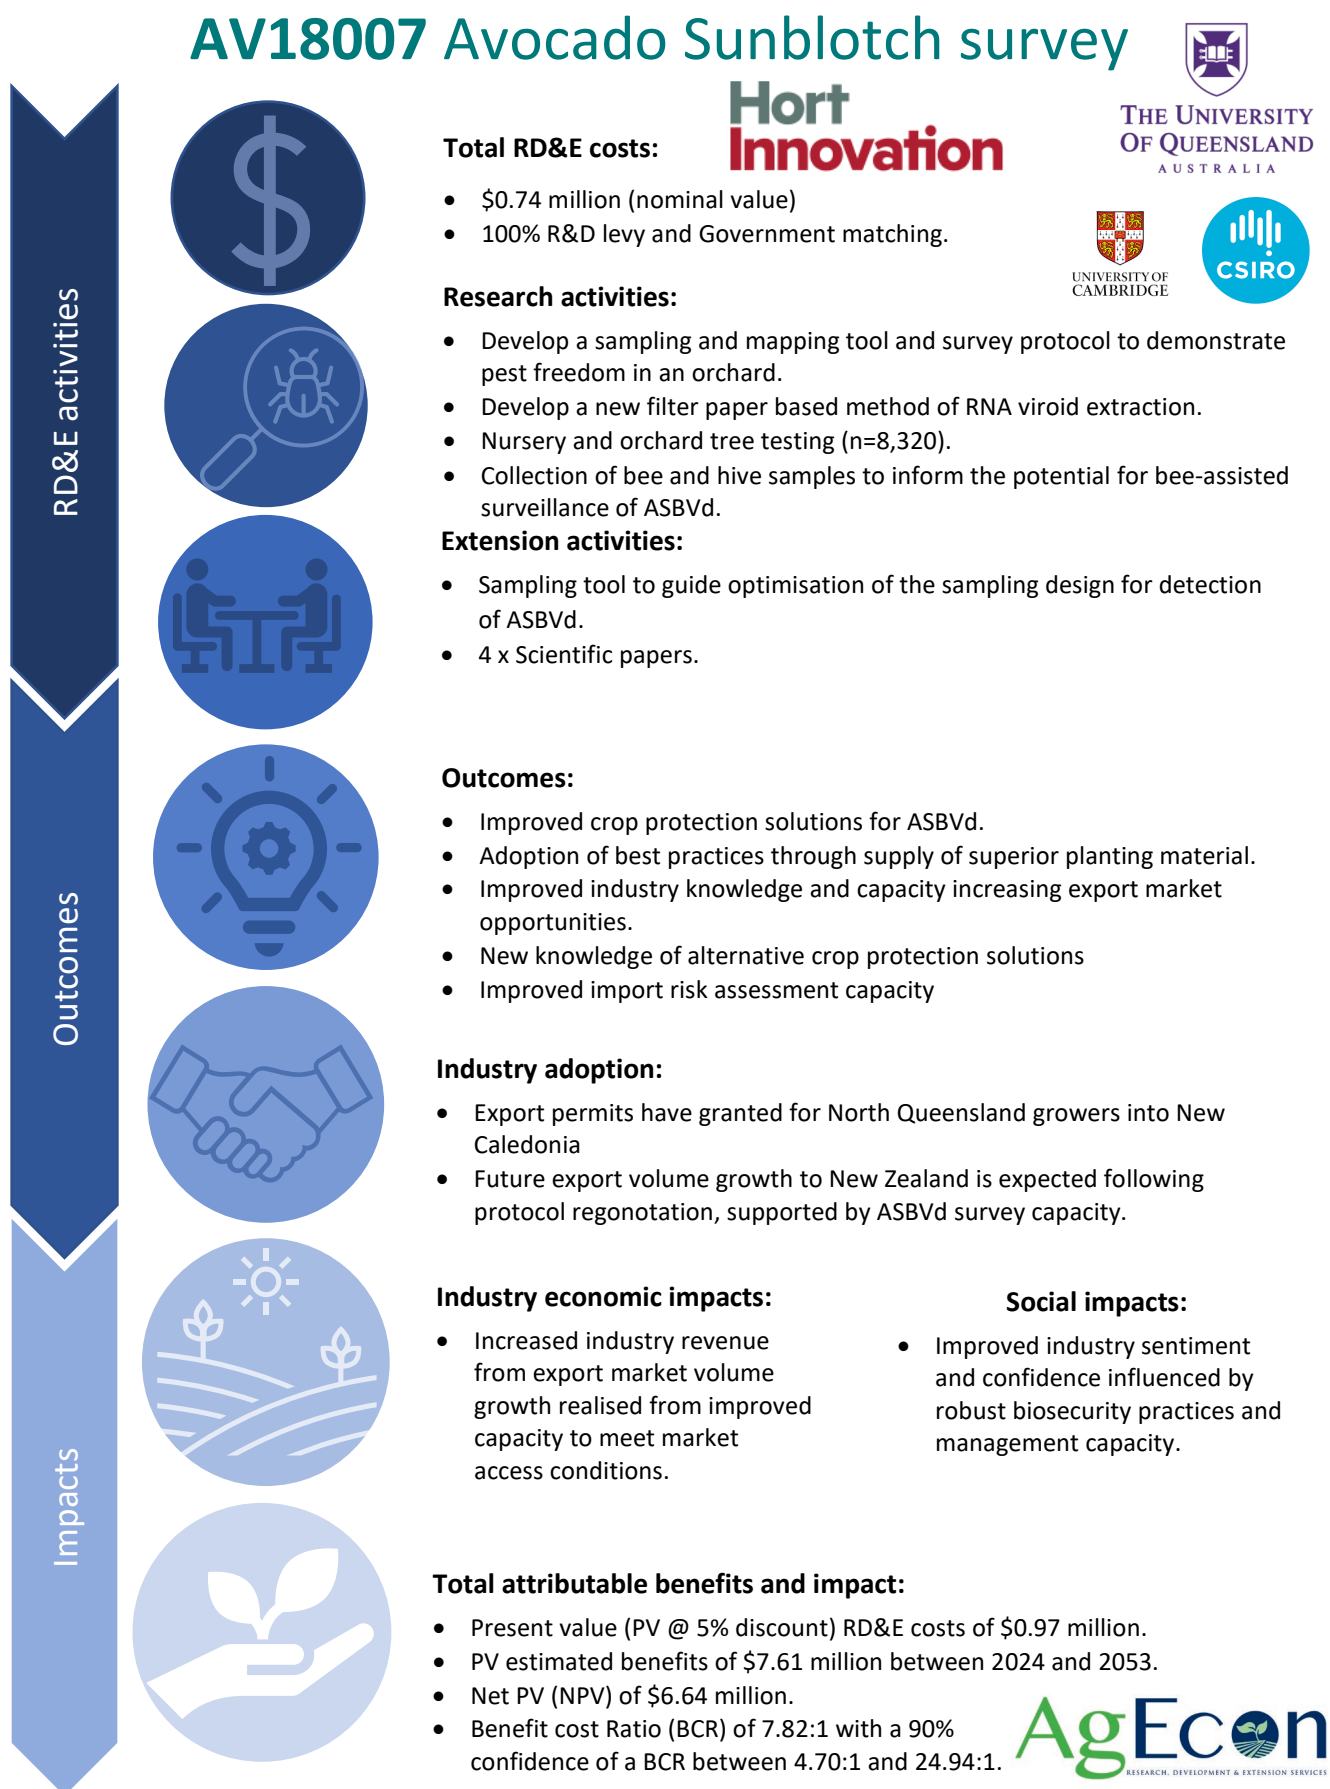 AV18007 Avocado Sunblotch survey
THE UNIVERSITY
OF QUEENSLAND
AUSTRALIA
Hort
Innovation
UNIVERSITY OF
CAMBRIDGE
CSIRO
RD&E activities
Total RD&E costs:
• $0.74 million (nominal value)
• 100% R&D levy and Government matching.
Research activities:
• Develop a sampling and mapping tool and survey protocol to demonstrate
pest freedom in an orchard.
• Develop a new filter paper based method of RNA viroid extraction.
• Nursery and orchard tree testing (n=8,320).
• Collection of bee and hive samples to inform the potential for bee-assisted
surveillance of ASBVd.
Extension activities:
• Sampling tool to guide optimisation of the sampling design for detection
of ASBVd.
• 4 x Scientific papers.
Outcomes
Outcomes:
• Improved crop protection solutions for ASBVd.
• Adoption of best practices through supply of superior planting material.
• Improved industry knowledge and capacity increasing export market
opportunities.
• New knowledge of alternative crop protection solutions
• Improved import risk assessment capacity
Industry adoption:
• Export permits have granted for North Queensland growers into New
Caledonia
• Future export volume growth to New Zealand is expected following
protocol regonotation, supported by ASBVd survey capacity.
Impacts
Industry economic impacts:
• Increased industry revenue
from export market volume
growth realised from improved
capacity to meet market
access conditions.
Social impacts:
• Improved industry sentiment
and confidence influenced by
robust biosecurity practices and
management capacity.
Total attributable benefits and impact:
• Present value (PV @ 5% discount) RD&E costs of $0.97 million.
• PV estimated benefits of $7.61 million between 2024 and 2053.
• Net PV (NPV) of $6.64 million.
• Benefit cost Ratio (BCR) of 7.82:1 with a 90%
confidence of a BCR between 4.70:1 and 24.94:1.
AgEcon
RESEARCH, DEVELOPMENT & EXTENSION SERVICES